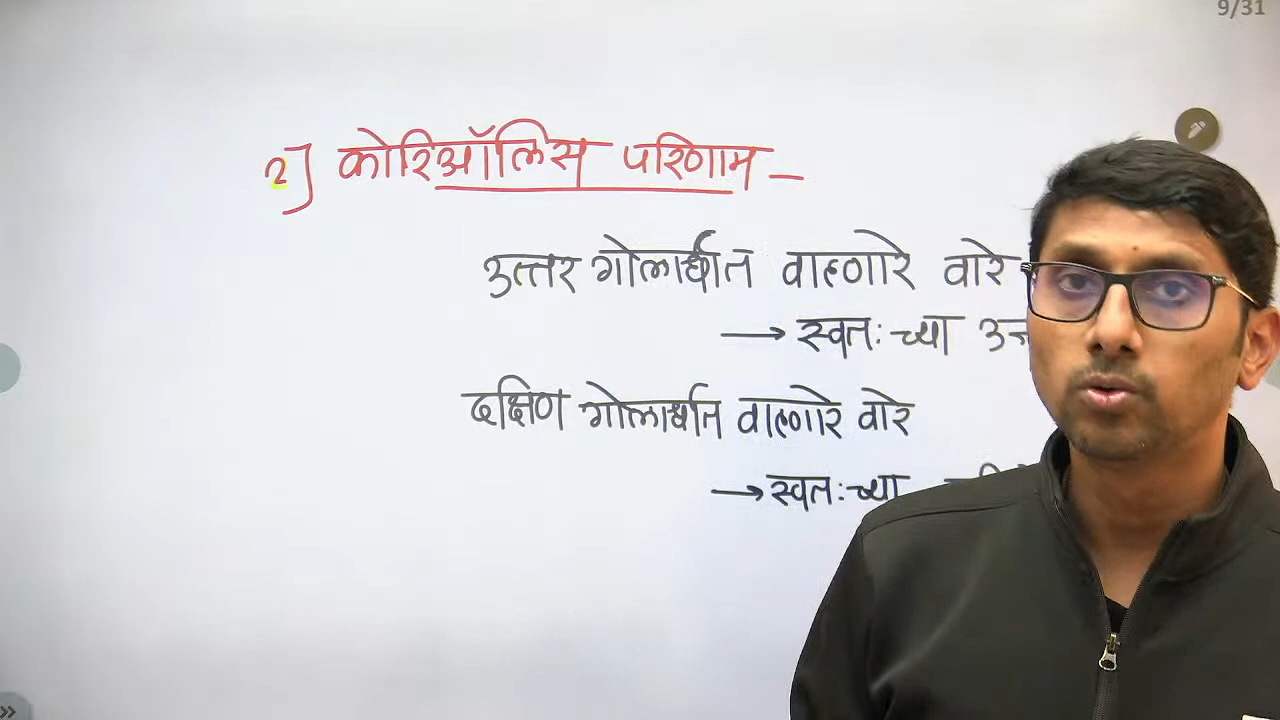 9/31
2] कोरिऑलिस परिणाम –
उत्तर गोलार्धात वाहणारे वारे
→ स्वतः च्या
दक्षिण गोलार्धात वाहणारे वारे
→ स्वतः च्या
»